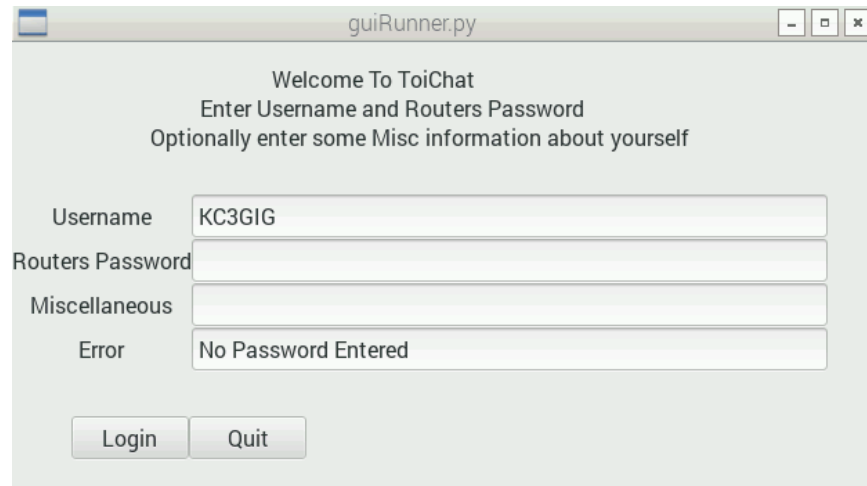 guiRunner.py
Welcome To ToiChat
Enter Username and Routers Password
Optionally enter some Misc information about yourself
Username KC3GIG
Routers Password
Miscellaneous
Error No Password Entered
Login Quit